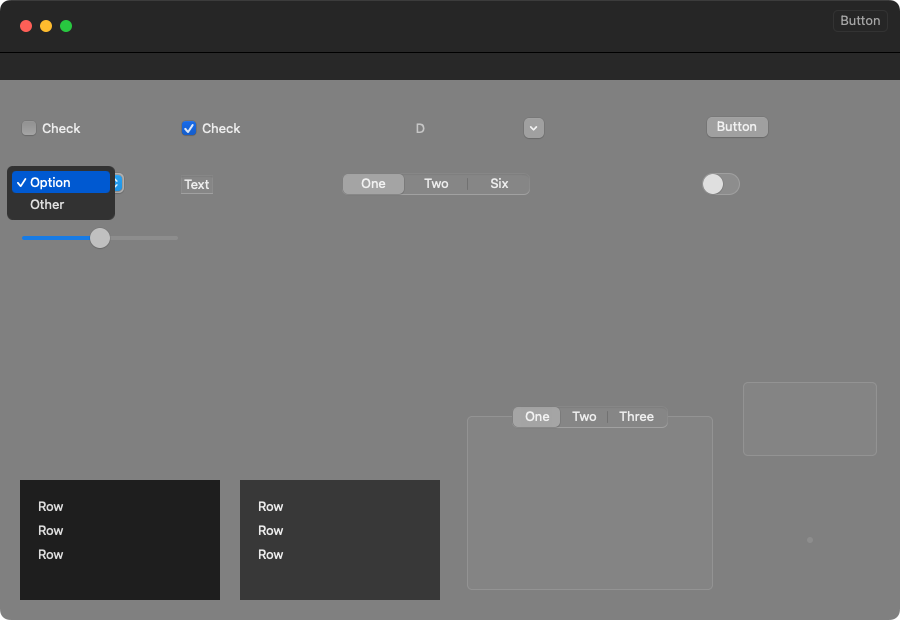 Button
Check
Check
D
Button
Option
Other
Text
One
Two
Six
One
Two
Three
Row
Row
Row
Row
Row
Row